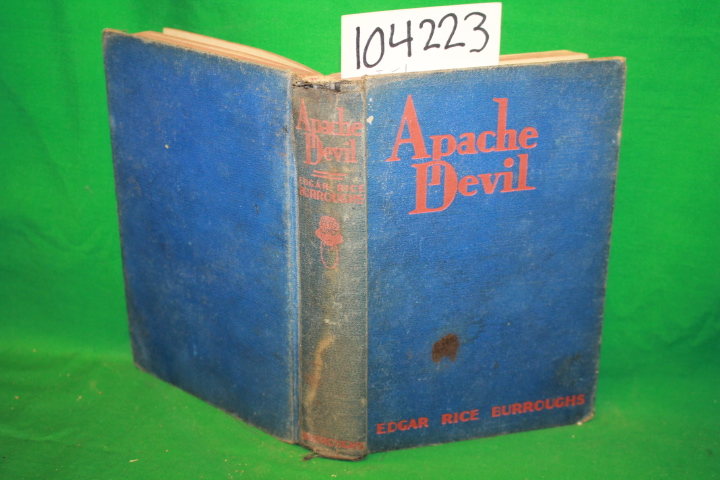 104223
Apache
Devil
EDGAR RICE
BURROUGHS
Apache
Devil
EDGAR RICE BURROUGHS